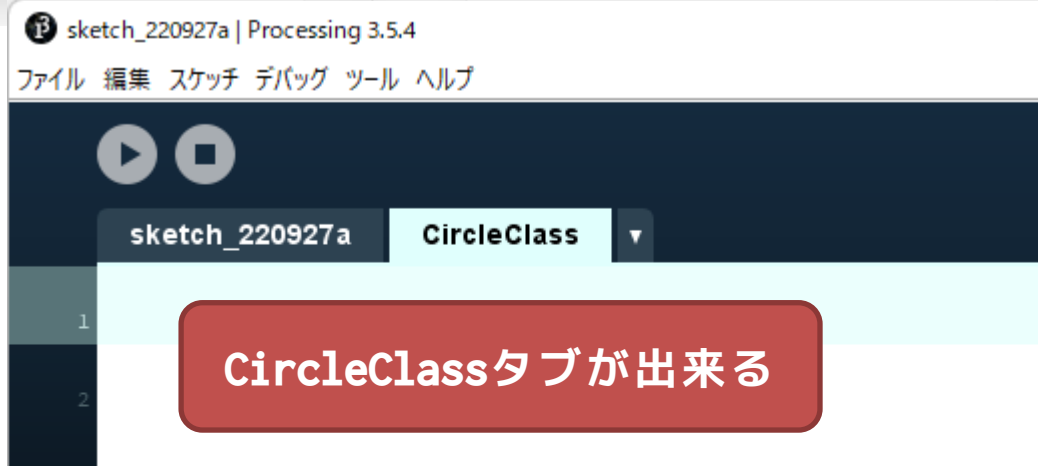 sketch_220927a | Processing 3.5.4
ファイル 編集 スケッチ デバッグ ツール ヘルプ
sketch_220927a CircleClass ▼
1
CircleClassタブが出来る
2